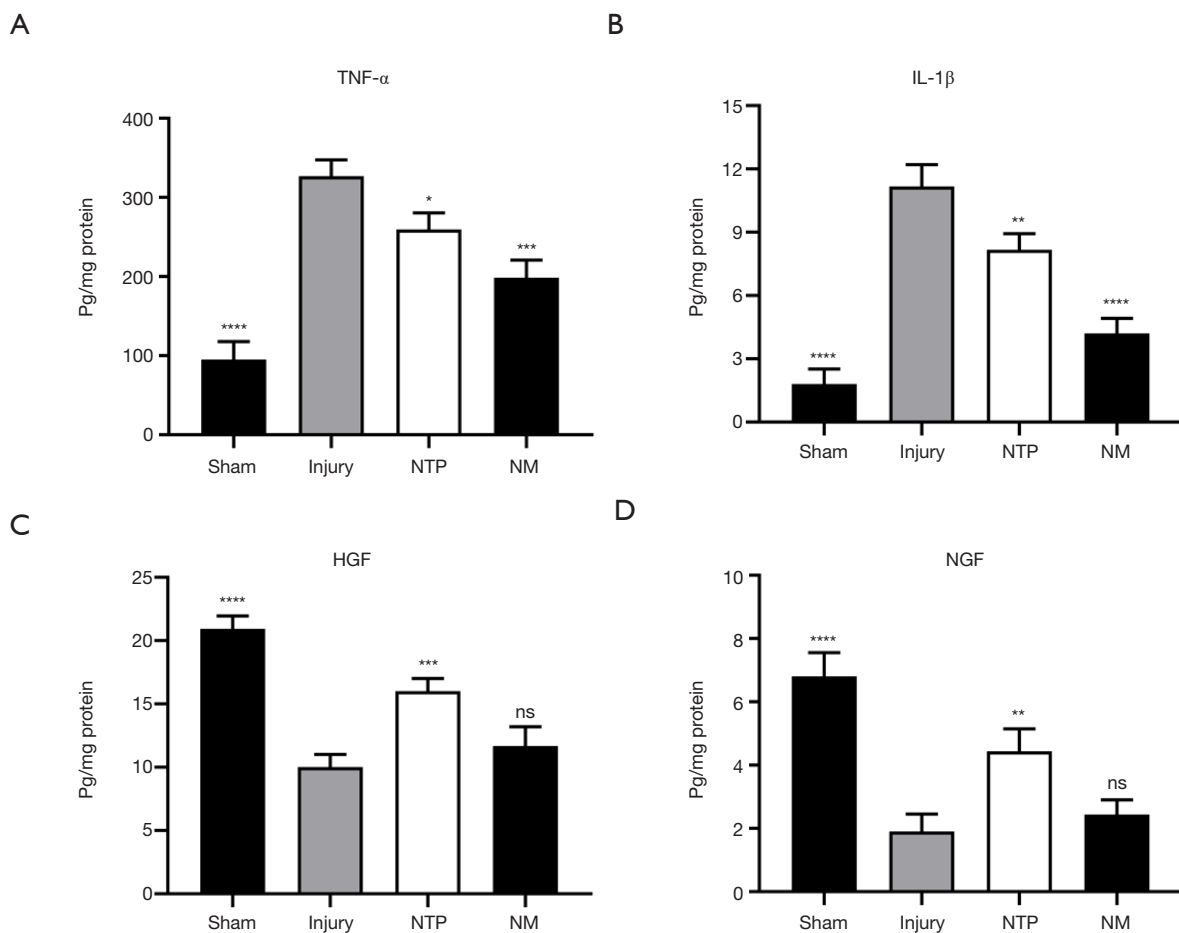 A
TNF-α
Pg/mg protein
400
300
200
100
0
****
*
***
Sham Injury NTP NM
B
IL-1β
Pg/mg protein
15
12
9
6
3
0
****
**
****
Sham Injury NTP NM
C
HGF
Pg/mg protein
25
20
15
10
5
0
****
***
ns
Sham Injury NTP NM
D
NGF
Pg/mg protein
10
8
6
4
2
0
****
**
ns
Sham Injury NTP NM